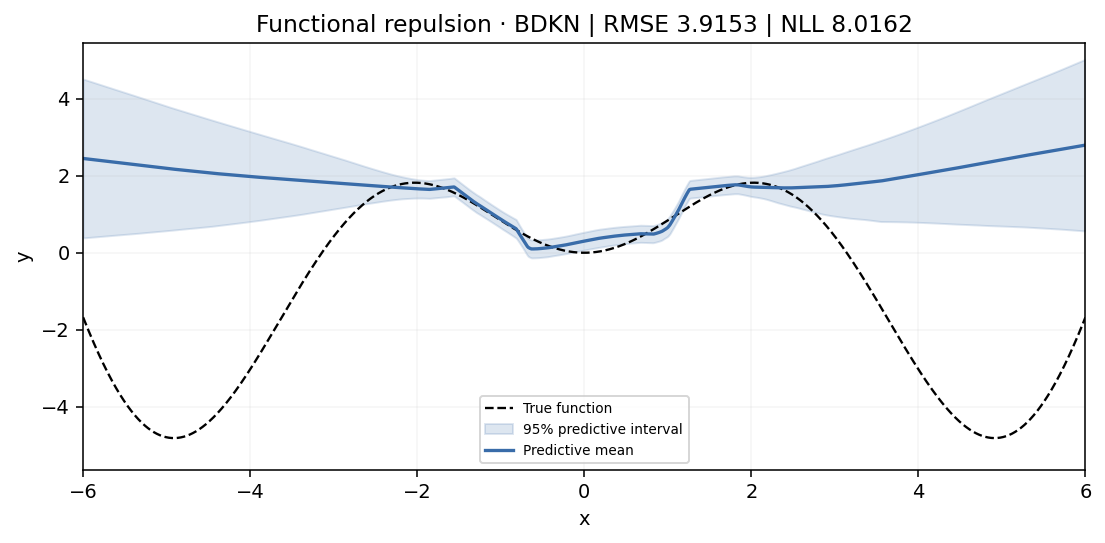 Functional repulsion · BDKN | RMSE 3.9153 | NLL 8.0162
4
2
0
−2
−4
y
True function
95% predictive interval
Predictive mean
−6
−4
−2
0
2
4
6
x